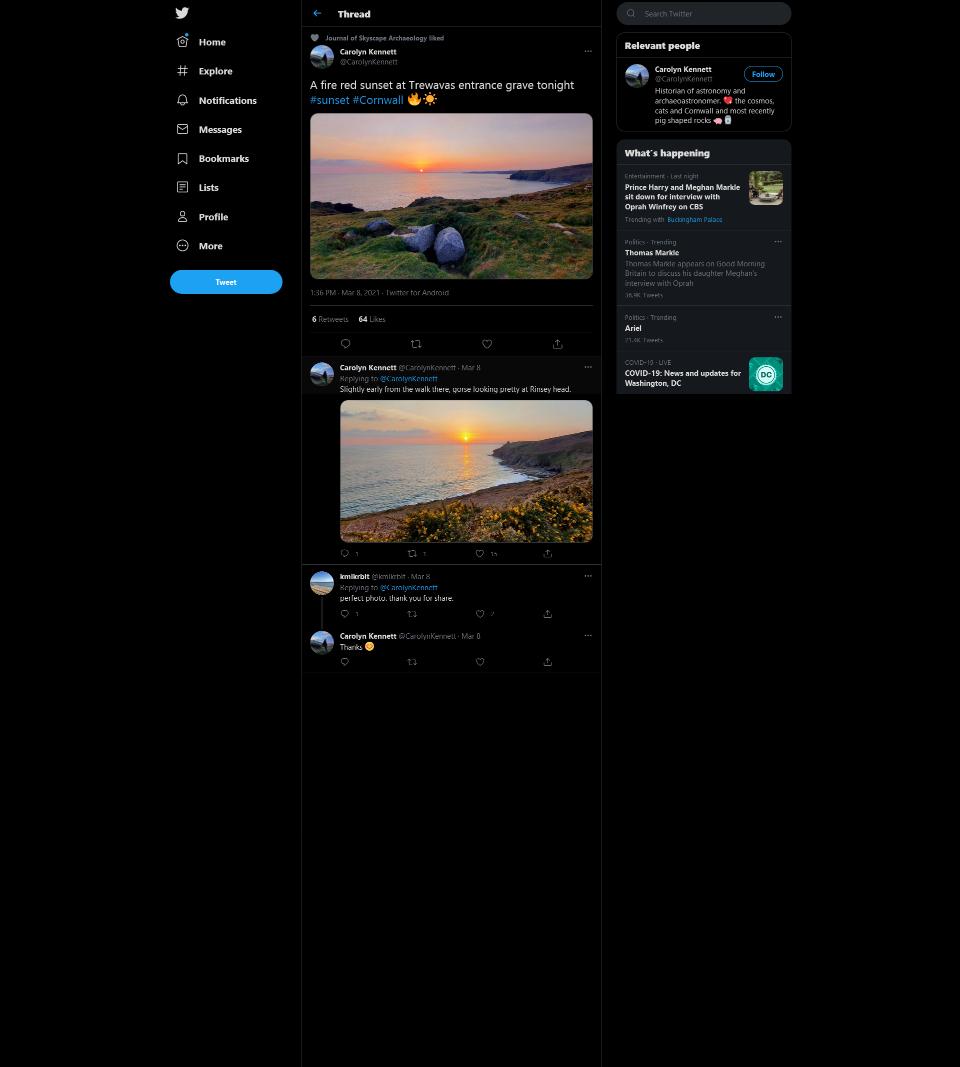 Home
Explore
Notifications
Messages
Bookmarks
Lists
Profile
More
Tweet
Thread
Journal of Skyscape Archaeology liked
Carolyn Kennett
@CarolynKennett
A fire red sunset at Trewavas entrance grave tonight
#sunset #Cornwall 🔥☀️
1:36 PM · Mar 8, 2021 · Twitter for Android
6 Retweets 64 Likes
Carolyn Kennett @CarolynKennett · Mar 8
Replying to @CarolynKennett
Slightly early from the walk there, gorse looking pretty at Rinsey head.
1 1 15
kmikrblt @kmikrblt · Mar 8
Replying to @CarolynKennett
perfect photo. thank you for share.
1 2
Carolyn Kennett @CarolynKennett · Mar 8
Thanks 😊
Search Twitter
Relevant people
Carolyn Kennett
@CarolynKennett
Follow
Historian of astronomy and
archaeoastronomer. 💘 the cosmos,
cats and Cornwall and most recently
pig shaped rocks
What's happening
Entertainment · Last night
Prince Harry and Meghan Markle
sit down for interview with
Oprah Winfrey on CBS
Trending with Buckingham Palace
Politics · Trending
Thomas Markle
Thomas Markle appears on Good Morning
Britain to discuss his daughter Meghan's
interview with Oprah
36.9K Tweets
Politics · Trending
Ariel
21.4K Tweets
COVID-19 · LIVE
COVID-19: News and updates for
Washington, DC
DC